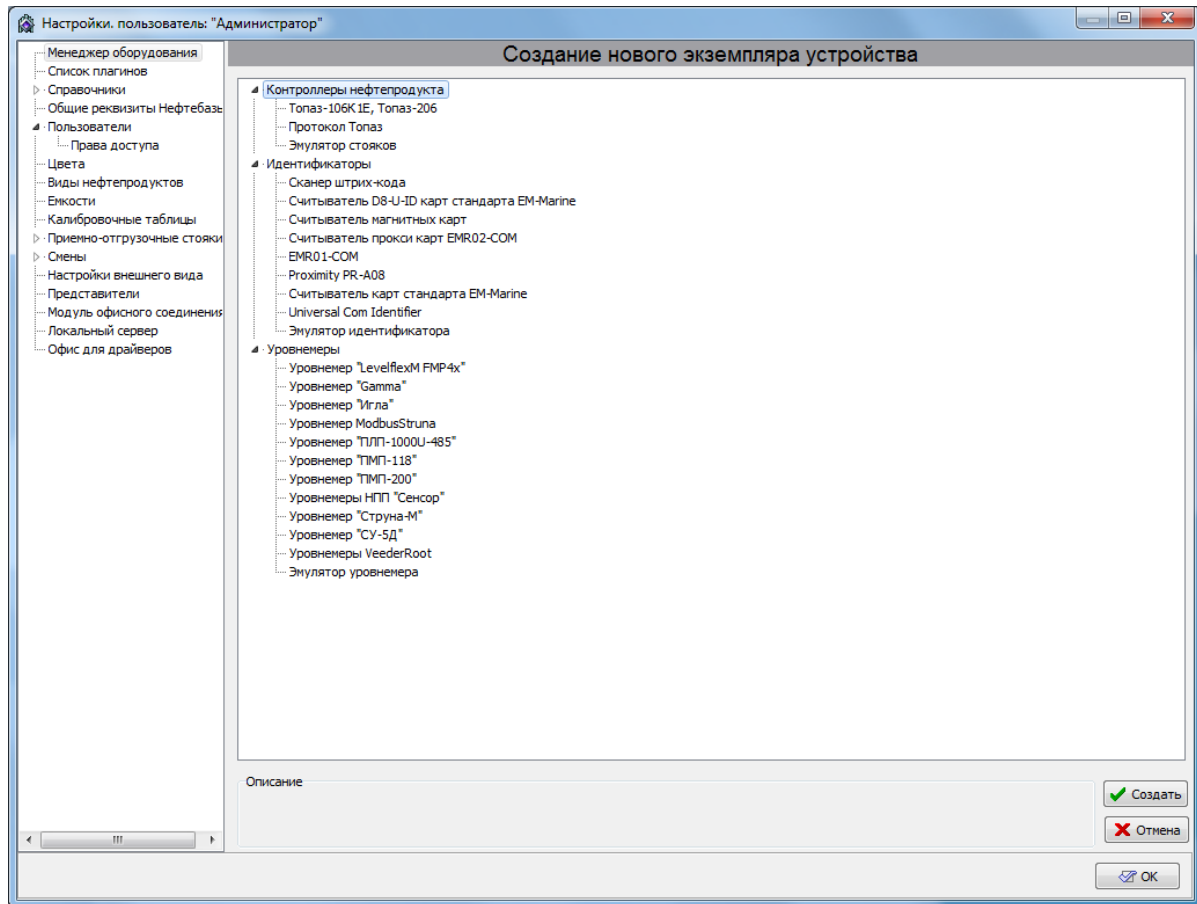 Настройки. пользователь: "Администратор"
Менеджер оборудования
Список плагинов
Справочники
Общие реквизиты Нефтебазь
Пользователи
Права доступа
Цвета
Виды нефтепродуктов
Емкости
Калибровочные таблицы
Приемно-отгрузочные стояки
Смены
Настройки внешнего вида
Представители
Модуль офисного соединения
Локальный сервер
Офис для драйверов
Создание нового экземпляра устройства
Контроллеры нефтепродукта
Топаз-106К1Е, Топаз-206
Протокол Топаз
Эмулятор стояков
Идентификаторы
Сканер штрих-кода
Считыватель D8-U-ID карт стандарта EM-Marine
Считыватель магнитных карт
Считыватель прокси карт EMR02-COM
EMR01-COM
Proximity PR-A08
Считыватель карт стандарта EM-Marine
Universal Com Identifier
Эмулятор идентификатора
Уровнемеры
Уровнемер "LevelflexM FMP4x"
Уровнемер "Gamma"
Уровнемер "Игла"
Уровнемер ModbusStruna
Уровнемер "ПЛП-1000U-485"
Уровнемер "ПМП-118"
Уровнемер "ПМП-200"
Уровнемеры НПП "Сенсор"
Уровнемер "Струна-М"
Уровнемер "СУ-5Д"
Уровнемеры VeederRoot
Эмулятор уровнемера
Описание
Создать
Отмена
OK